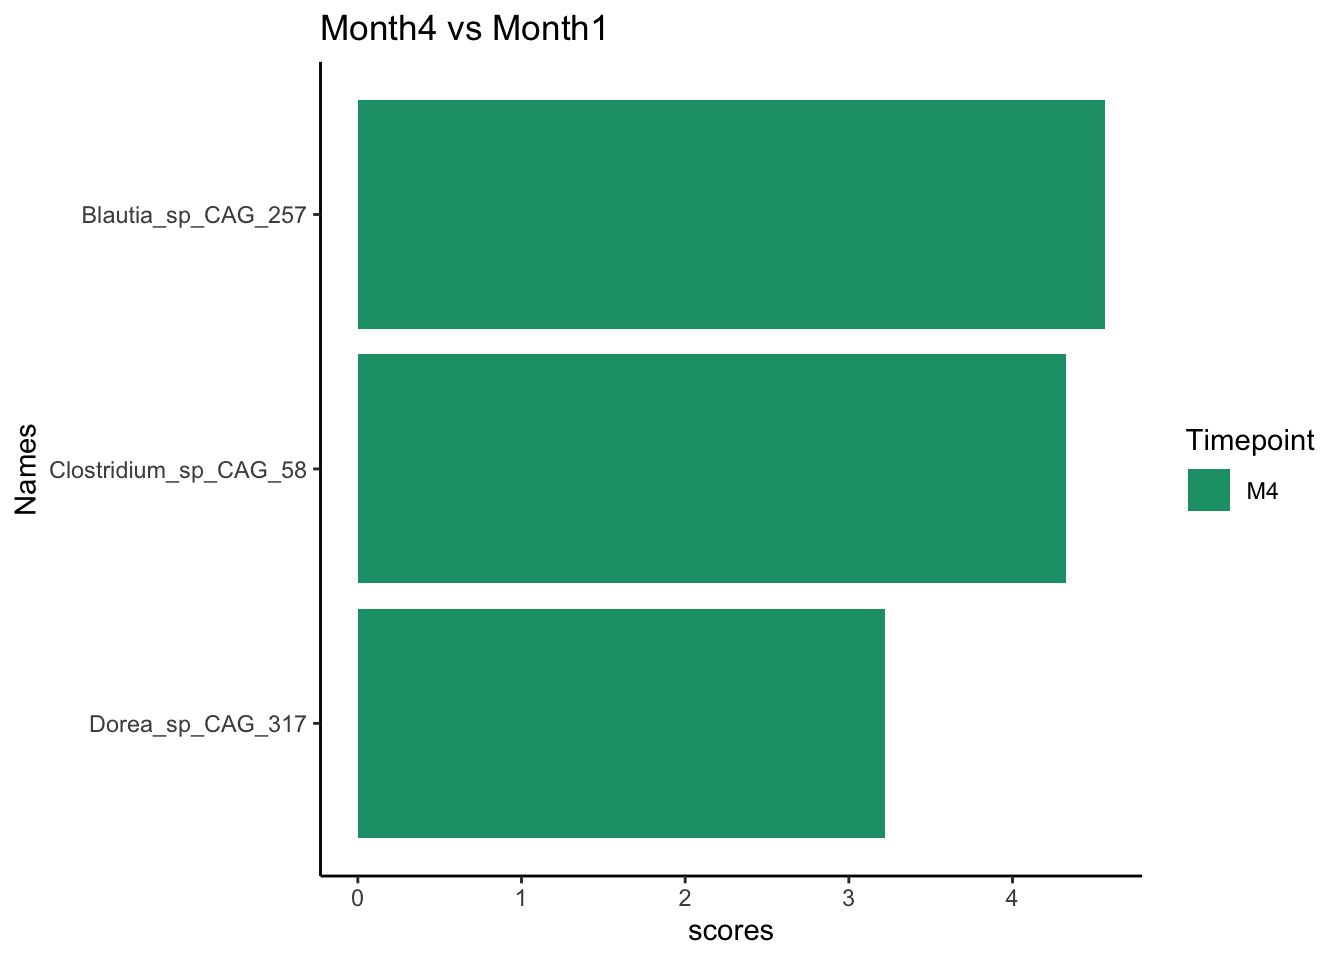 Month4 vs Month1
Names
Blautia_sp_CAG_257
Clostridium_sp_CAG_58
Dorea_sp_CAG_317
0 1 2 3 4
scores
Timepoint
M4